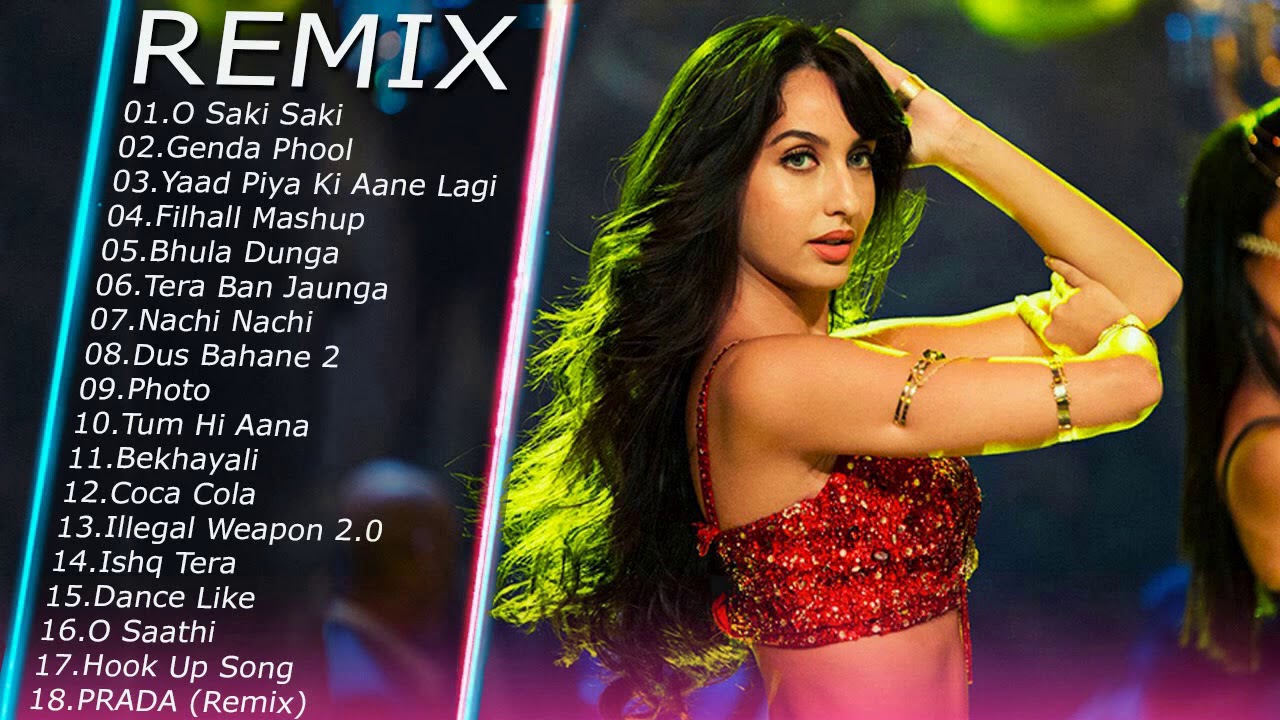 REMIX
01.O Saki Saki
02.Genda Phool
03.Yaad Piya Ki Aane Lagi
04.Filhall Mashup
05.Bhula Dunga
06.Tera Ban Jaunga
07.Nachi Nachi
08.Dus Bahane 2
09.Photo
10.Tum Hi Aana
11.Bekhayali
12.Coca Cola
13.Illegal Weapon 2.0
14.Ishq Tera
15.Dance Like
16.O Saathi
17.Hook Up Song
18.PRADA (Remix)